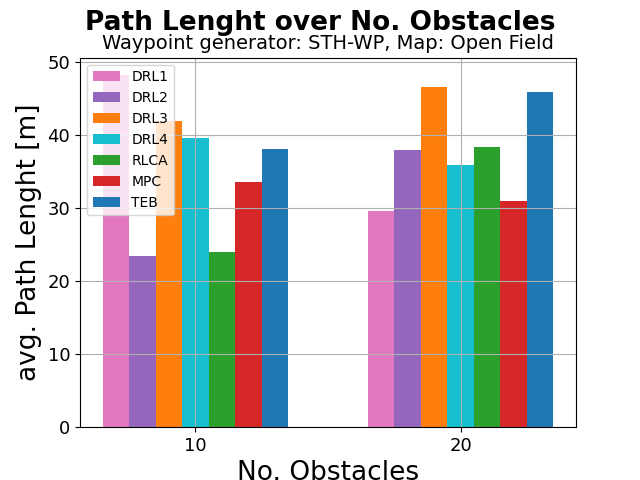 Path Lenght over No. Obstacles
Waypoint generator: STH-WP, Map: Open Field
avg. Path Lenght [m]
50
40
30
20
10
0
DRL1
DRL2
DRL3
DRL4
RLCA
MPC
TEB
10
20
No. Obstacles